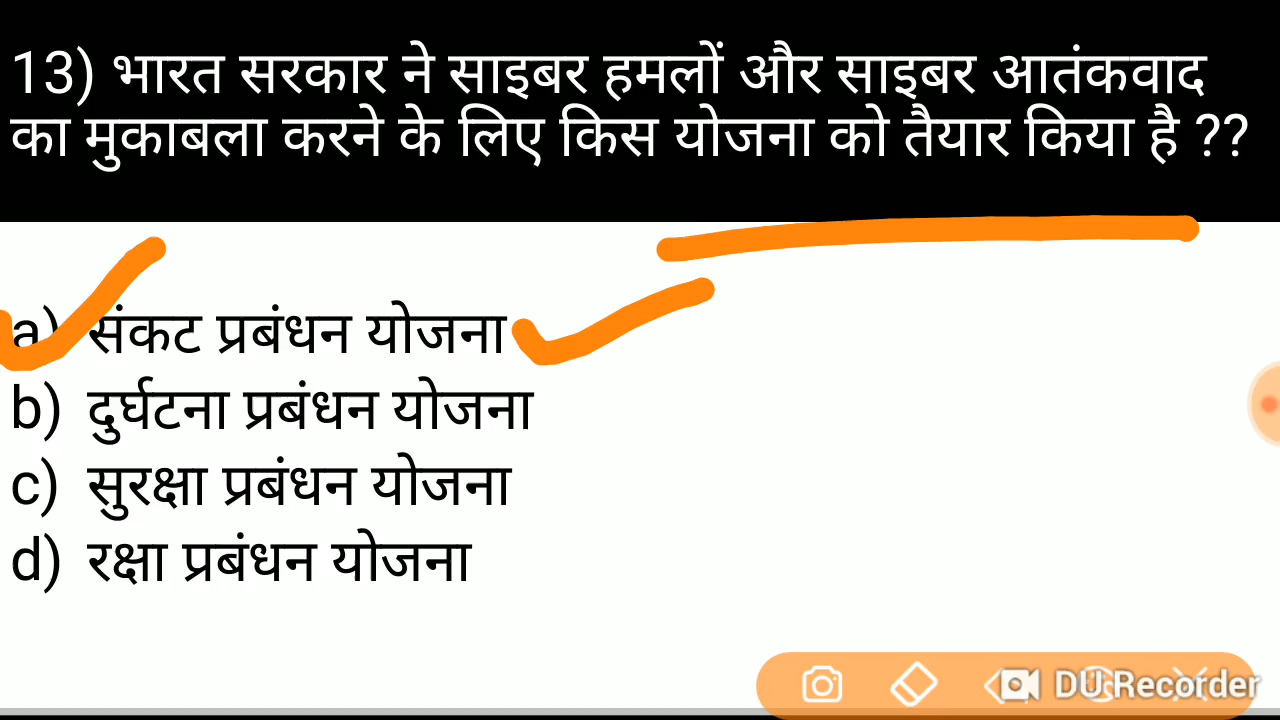 13) भारत सरकार ने साइबर हमलों और साइबर आतंकवाद
का मुकाबला करने के लिए किस योजना को तैयार किया है ??
a) संकट प्रबंधन योजना
b) दुर्घटना प्रबंधन योजना
c) सुरक्षा प्रबंधन योजना
d) रक्षा प्रबंधन योजना
DU Recorder